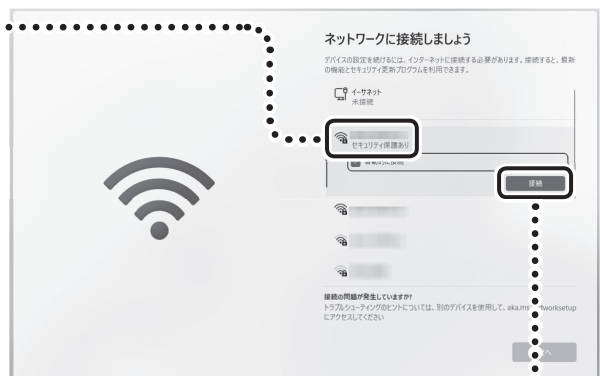 ネットワークに接続しましょう
デバイスの設定を続けるには、インターネットに接続する必要があります。接続すると、最新
の機能とセキュリティ更新プログラムを利用できます。
イーサネット
未接続
セキュリティ保護あり
自動的に接続
接続
接続の問題が発生していますか?
トラブルシューティングのヒントについては、別のデバイスを使用して、aka.ms
にアクセスしてください